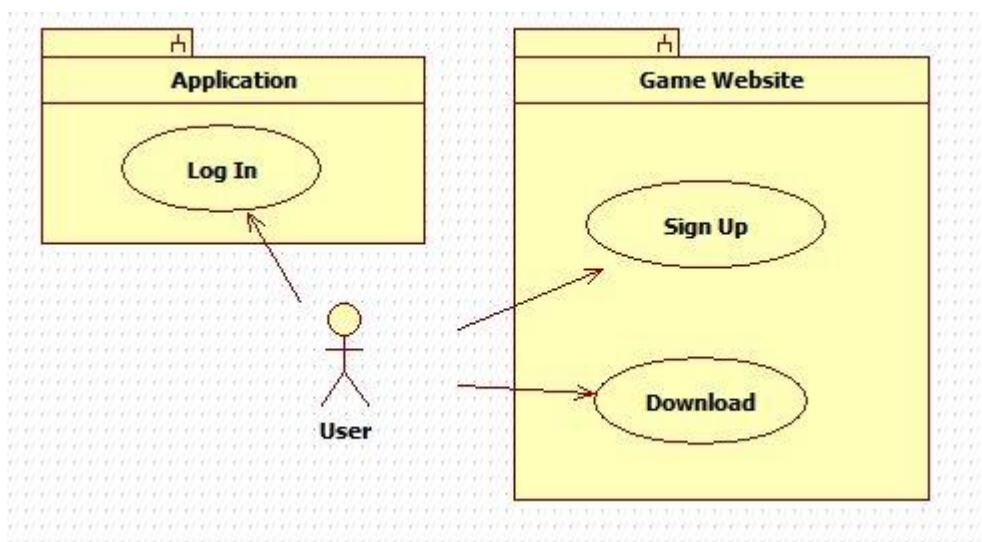 Application
Log In
Game Website
Sign Up
Download
User